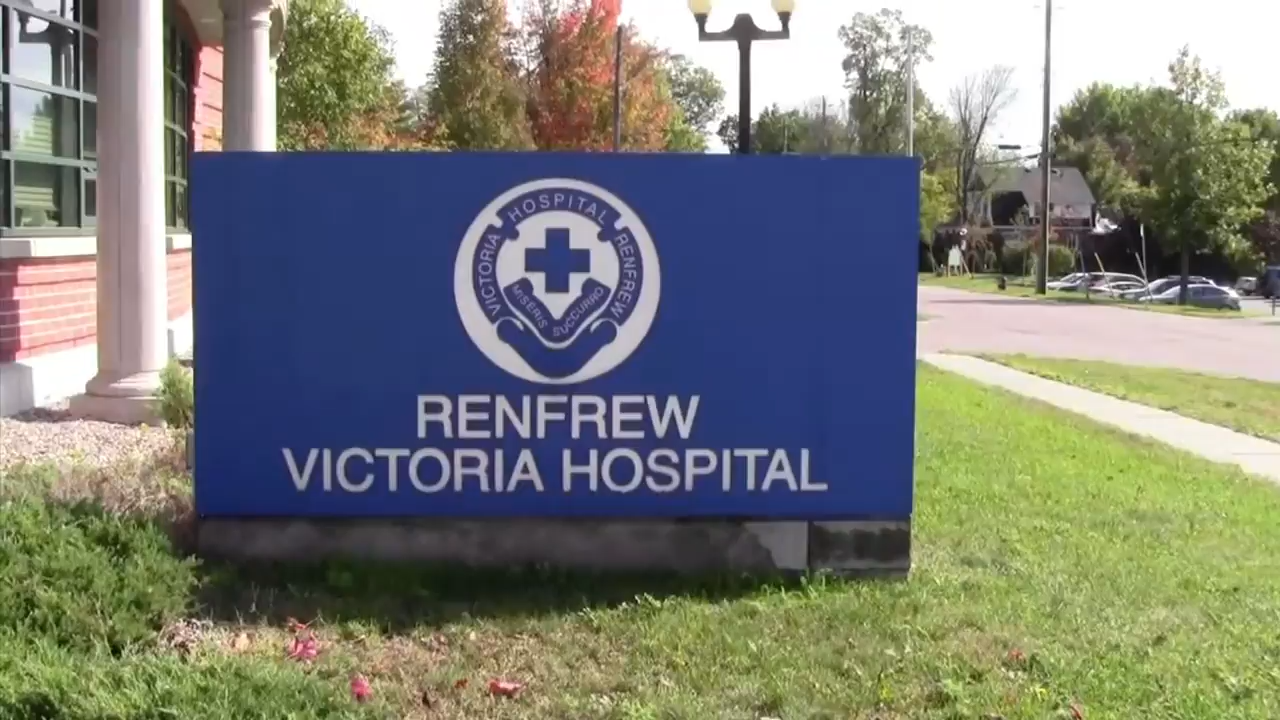 VICTORIA HOSPITAL RENFREW
MISERIS SUCCURRO
RENFREW
VICTORIA HOSPITAL